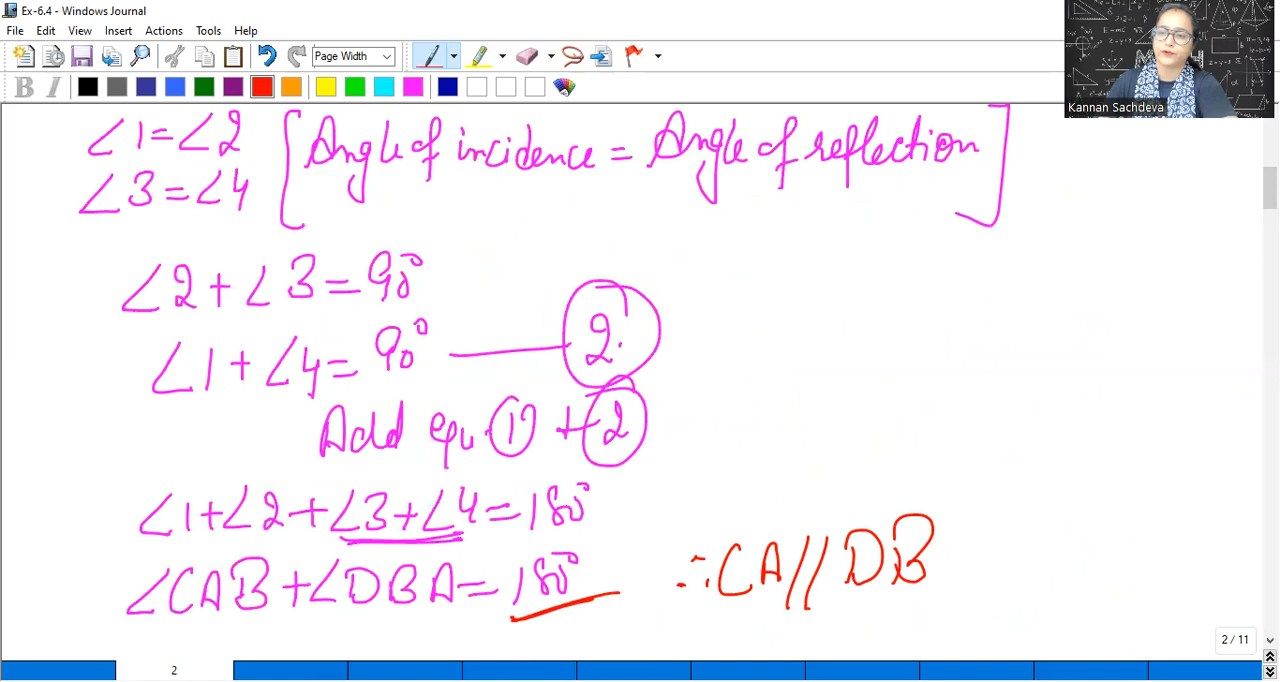 Ex-6.4 - Windows Journal
File Edit View Insert Actions Tools Help
Page Width
B I
Kannan Sachdeva
∠1=∠2 [Angle of incidence = Angle of reflection]
∠3=∠4
∠2+∠3=90°
∠1+∠4=90° — 2
Add equ. 1 + 2
∠1+∠2+∠3+∠4=180°
∠CAB+∠DBA=180° ∴CA//DB
2 / 11
2